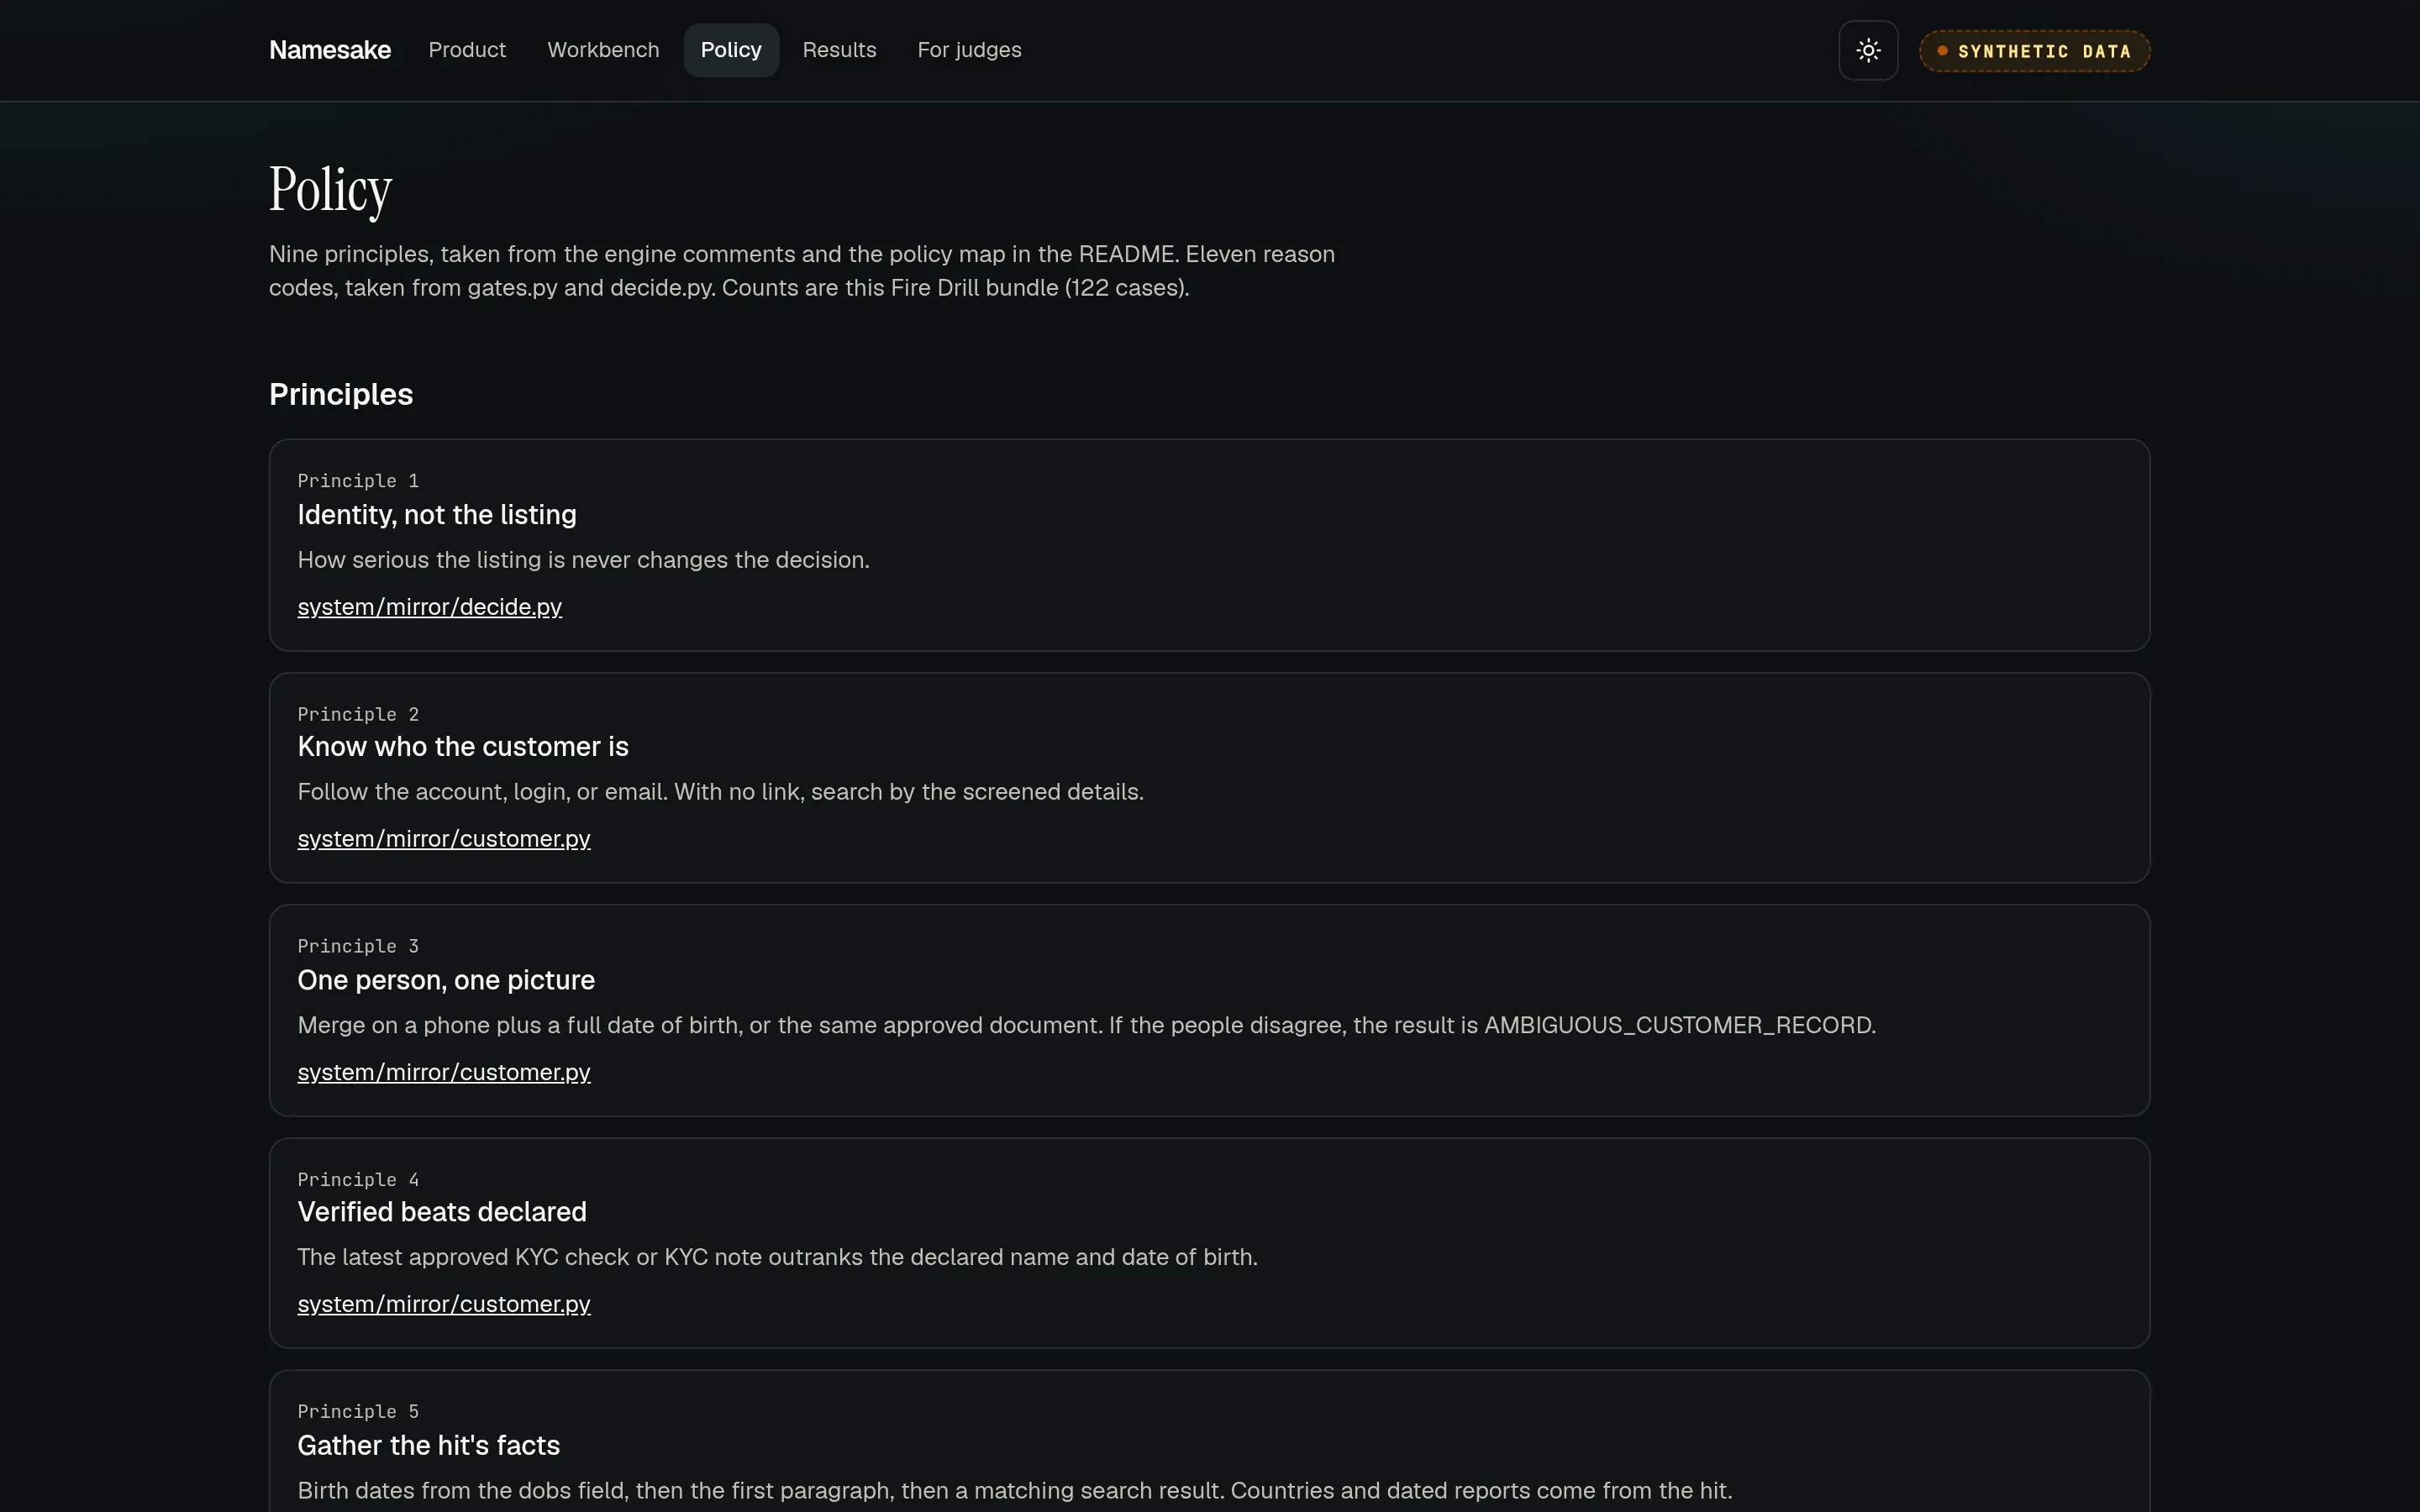 Namesake Product Workbench Policy Results For judges SYNTHETIC DATA
Policy
Nine principles, taken from the engine comments and the policy map in the README. Eleven reason
codes, taken from gates.py and decide.py. Counts are this Fire Drill bundle (122 cases).
Principles
Principle 1
Identity, not the listing
How serious the listing is never changes the decision.
system/mirror/decide.py
Principle 2
Know who the customer is
Follow the account, login, or email. With no link, search by the screened details.
system/mirror/customer.py
Principle 3
One person, one picture
Merge on a phone plus a full date of birth, or the same approved document. If the people disagree, the result is AMBIGUOUS_CUSTOMER_RECORD.
system/mirror/customer.py
Principle 4
Verified beats declared
The latest approved KYC check or KYC note outranks the declared name and date of birth.
system/mirror/customer.py
Principle 5
Gather the hit's facts
Birth dates from the dobs field, then the first paragraph, then a matching search result. Countries and dated reports come from the hit.